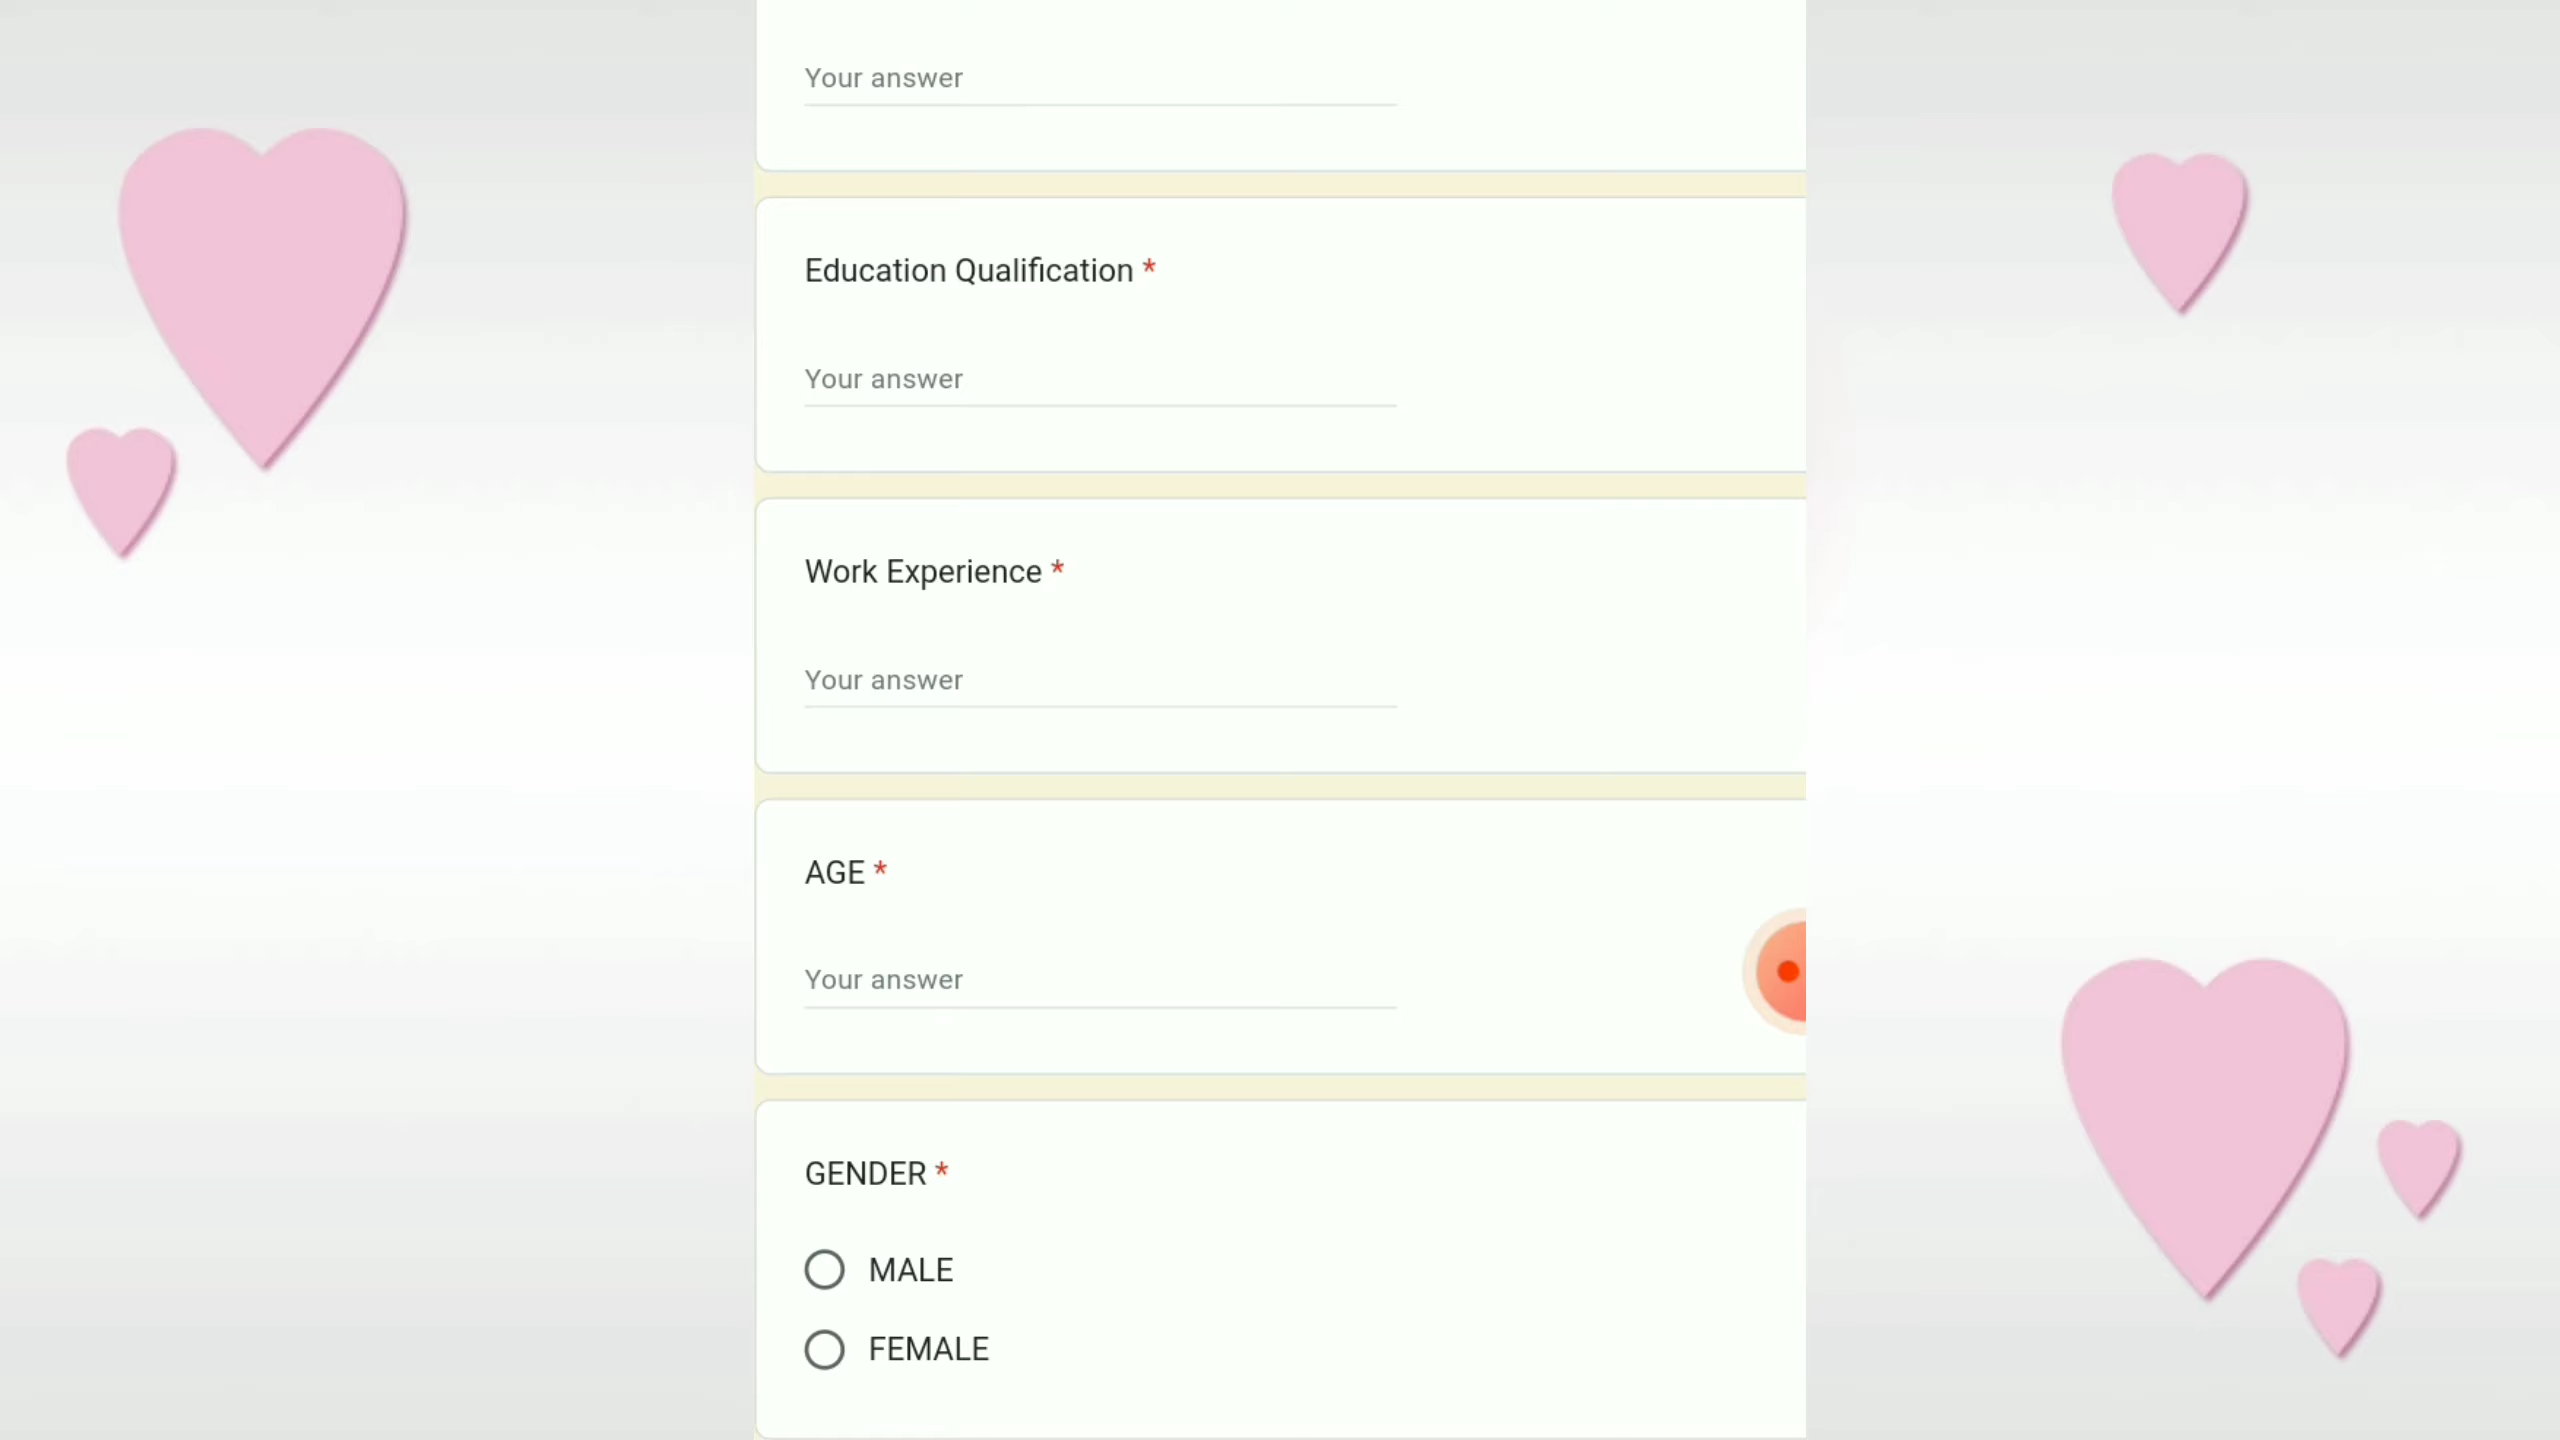 Your answer
Education Qualification *
Your answer
Work Experience *
Your answer
AGE *
Your answer
GENDER *
MALE
FEMALE